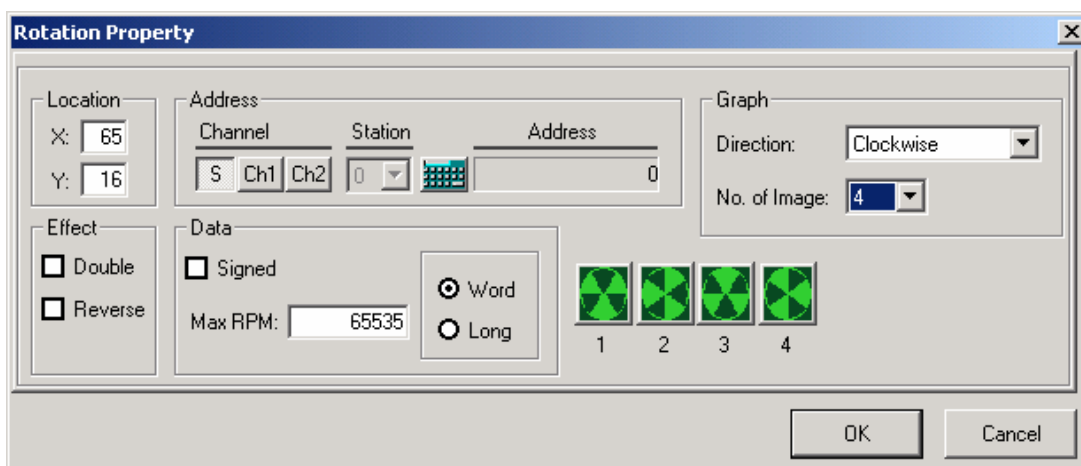 Rotation Property
Location
X: 65
Y: 16
Address
Channel Station Address
S Ch1 Ch2 0 0
Graph
Direction: Clockwise
No. of Image: 4
Effect
Double
Reverse
Data
Signed
Max RPM: 65535
Word
Long
1 2 3 4
OK Cancel